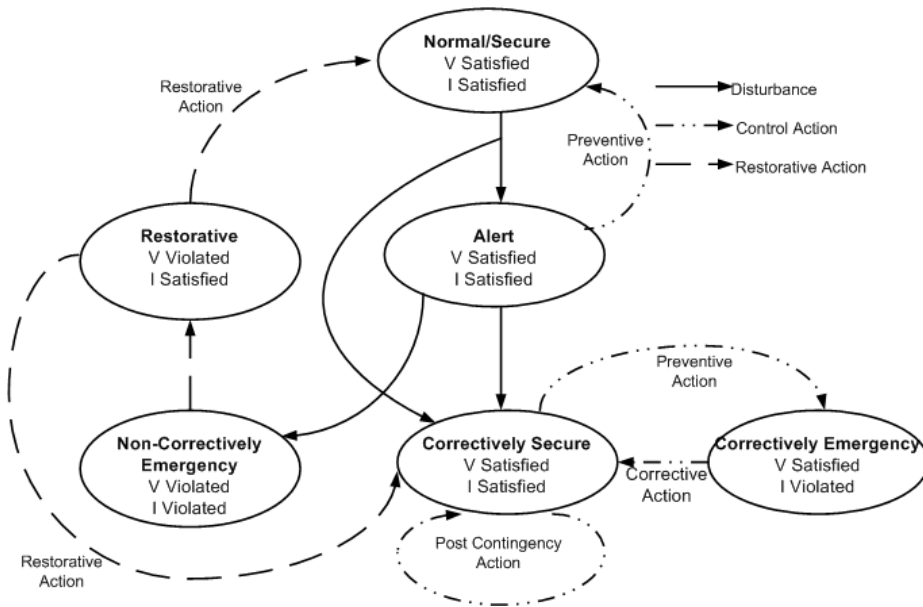 Normal/Secure
V Satisfied
I Satisfied
Restorative
Action
Disturbance
Control Action
Restorative Action
Preventive
Action
Restorative
V Violated
I Satisfied
Alert
V Satisfied
I Satisfied
Preventive
Action
Non-Correctively
Emergency
V Violated
I Violated
Correctively Secure
V Satisfied
I Satisfied
Corrective
Action
Correctively Emergency
V Satisfied
I Violated
Post Contingency
Action
Restorative
Action